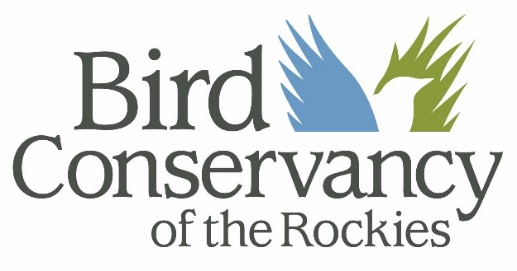 Bird
Conservancy
of the Rockies